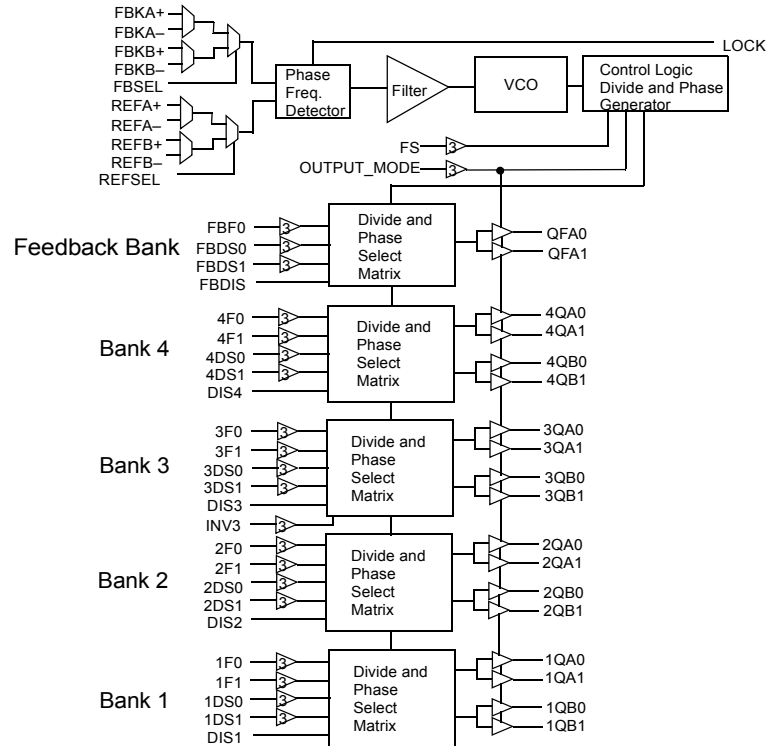 FBKA+
FBKA–
FBKB+
FBKB–
FBSEL
REFA+
REFA–
REFB+
REFB–
REFSEL
Phase
Freq.
Detector
Filter
VCO
Control Logic
Divide and Phase
Generator
LOCK
FS
3
OUTPUT_MODE
3
Feedback Bank
FBF0
3
FBDS0
3
FBDS1
3
FBDIS
Divide and
Phase
Select
Matrix
QFA0
QFA1
Bank 4
4F0
3
4F1
3
4DS0
3
4DS1
3
DIS4
Divide and
Phase
Select
Matrix
4QA0
4QA1
4QB0
4QB1
Bank 3
3F0
3
3F1
3
3DS0
3
3DS1
3
DIS3
INV3
3
Divide and
Phase
Select
Matrix
3QA0
3QA1
3QB0
3QB1
Bank 2
2F0
3
2F1
3
2DS0
3
2DS1
3
DIS2
Divide and
Phase
Select
Matrix
2QA0
2QA1
2QB0
2QB1
Bank 1
1F0
3
1F1
3
1DS0
3
1DS1
3
DIS1
Divide and
Phase
Select
Matrix
1QA0
1QA1
1QB0
1QB1